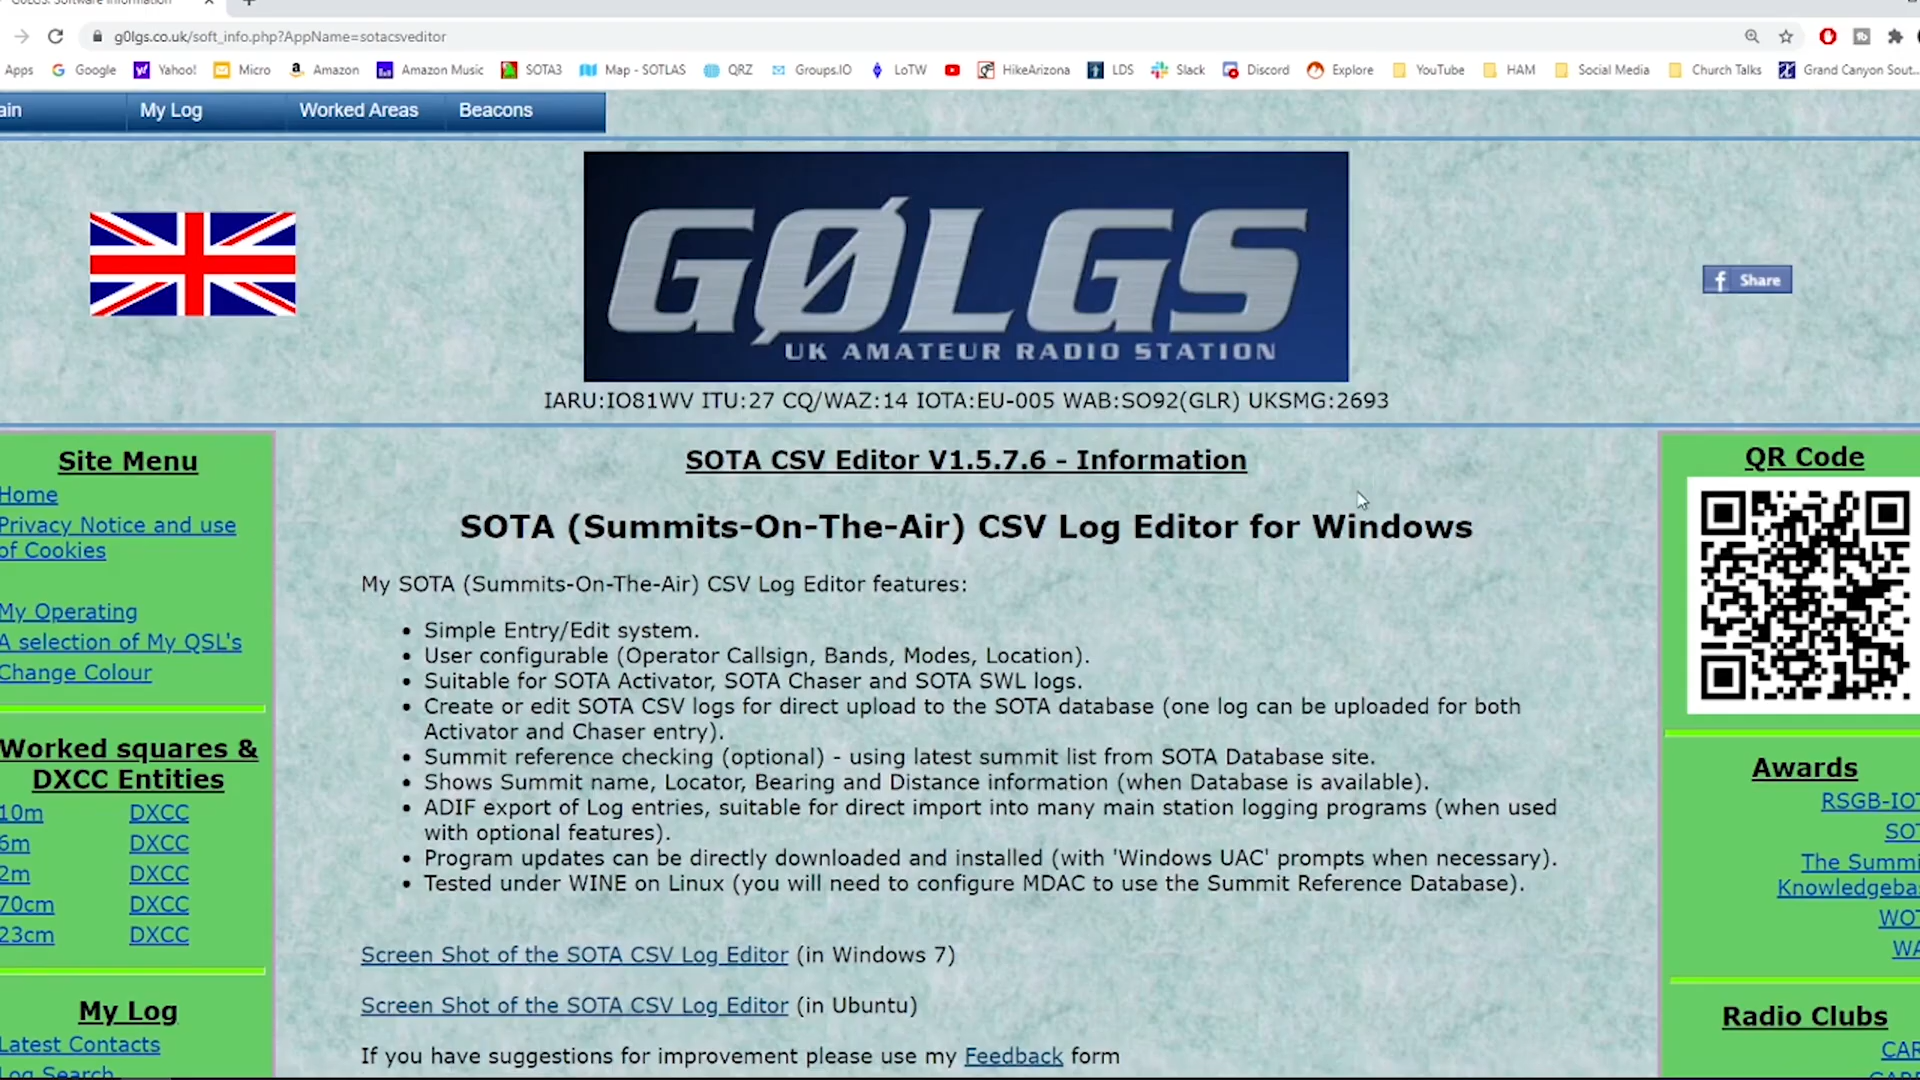 G0LGS: Software Information
g0lgs.co.uk/soft_info.php?AppName=sotacsveditor
Apps Google Yahoo! Micro Amazon Amazon Music SOTA3 Map - SOTLAS QRZ Groups.IO LoTW HikeArizona LDS Slack Discord Explore YouTube HAM Social Media Church Talks Grand Canyon Sout...
ain My Log Worked Areas Beacons
GØLGS
UK AMATEUR RADIO STATION
f Share
IARU:IO81WV ITU:27 CQ/WAZ:14 IOTA:EU-005 WAB:SO92(GLR) UKSMG:2693
Site Menu
Home
Privacy Notice and use
of Cookies
My Operating
A selection of My QSL's
Change Colour
Worked squares &
DXCC Entities
10m DXCC
6m DXCC
2m DXCC
70cm DXCC
23cm DXCC
My Log
Latest Contacts
Log Search
SOTA CSV Editor V1.5.7.6 - Information
SOTA (Summits-On-The-Air) CSV Log Editor for Windows
My SOTA (Summits-On-The-Air) CSV Log Editor features:
• Simple Entry/Edit system.
• User configurable (Operator Callsign, Bands, Modes, Location).
• Suitable for SOTA Activator, SOTA Chaser and SOTA SWL logs.
• Create or edit SOTA CSV logs for direct upload to the SOTA database (one log can be uploaded for both
Activator and Chaser entry).
• Summit reference checking (optional) - using latest summit list from SOTA Database site.
• Shows Summit name, Locator, Bearing and Distance information (when Database is available).
• ADIF export of Log entries, suitable for direct import into many main station logging programs (when used
with optional features).
• Program updates can be directly downloaded and installed (with 'Windows UAC' prompts when necessary).
• Tested under WINE on Linux (you will need to configure MDAC to use the Summit Reference Database).
Screen Shot of the SOTA CSV Log Editor (in Windows 7)
Screen Shot of the SOTA CSV Log Editor (in Ubuntu)
If you have suggestions for improvement please use my Feedback form
QR Code
Awards
RSGB-IOT
SOT
The Summi
Knowledgeba
WOT
WA
Radio Clubs
CAR